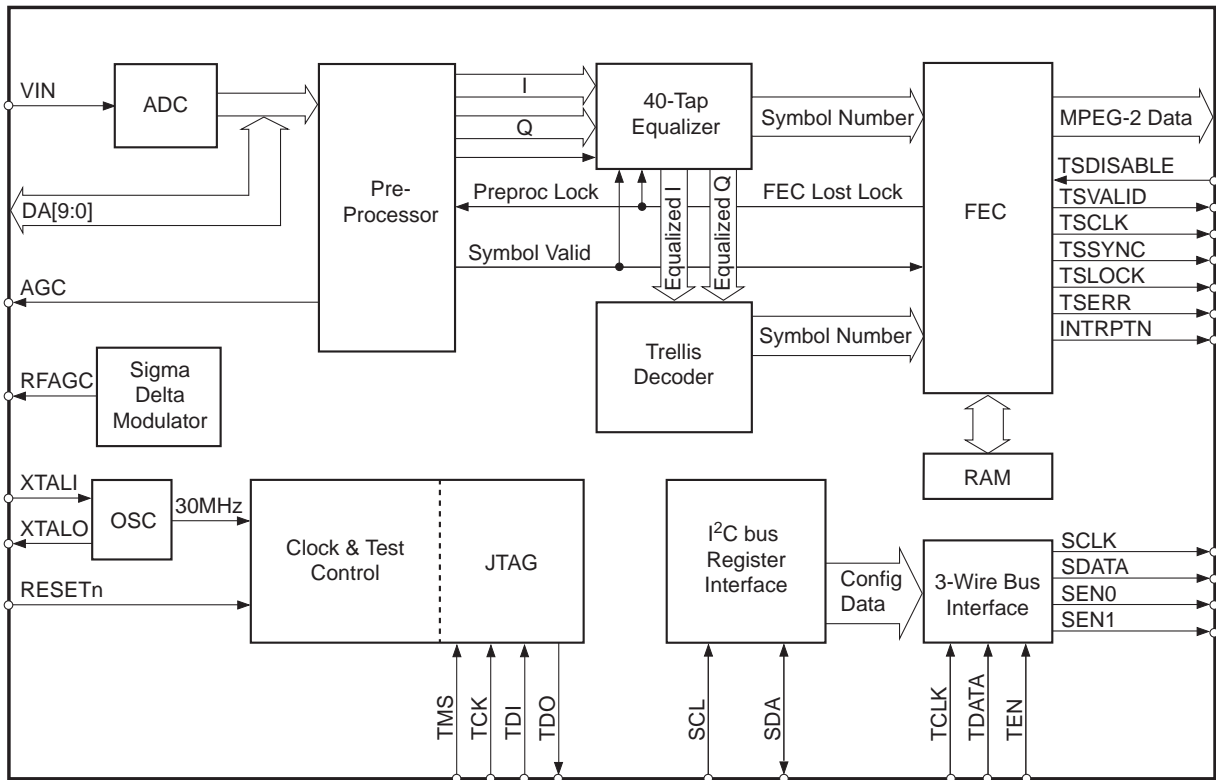 VIN
ADC
DA[9:0]
AGC
Pre-
Processor
I
Q
40-Tap
Equalizer
Symbol Number
Preproc Lock
FEC Lost Lock
Symbol Valid
Equalized I
Equalized Q
FEC
MPEG-2 Data
TSDISABLE
TSVALID
TSCLK
TSSYNC
TSLOCK
TSERR
INTRPTN
Trellis
Decoder
Symbol Number
RFAGC
Sigma
Delta
Modulator
RAM
XTALI
XTALO
OSC
30MHz
RESETn
Clock & Test
Control
JTAG
TMS
TCK
TDI
TDO
I²C bus
Register
Interface
SCL
SDA
Config
Data
3-Wire Bus
Interface
SCLK
SDATA
SEN0
SEN1
TCLK
TDATA
TEN